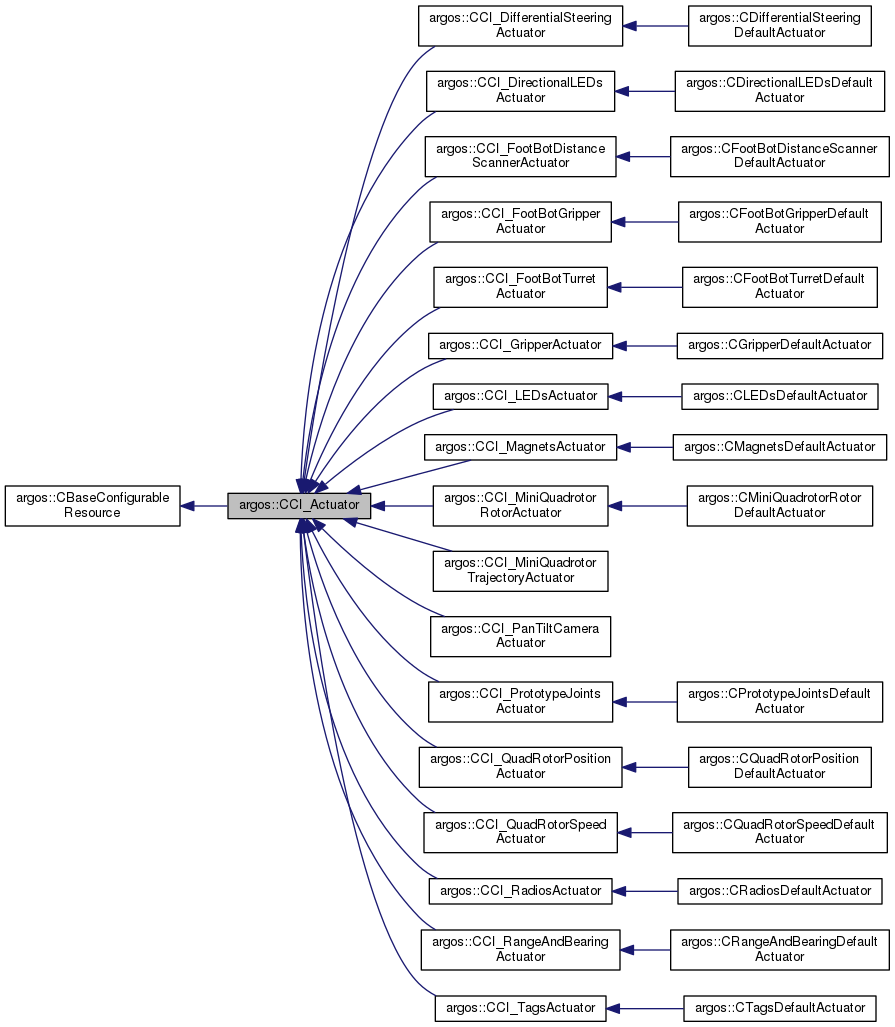 argos::CBaseConfigurable
Resource
argos::CCI_Actuator
argos::CCI_DifferentialSteering
Actuator
argos::CDifferentialSteering
DefaultActuator
argos::CCI_DirectionalLEDs
Actuator
argos::CDirectionalLEDsDefault
Actuator
argos::CCI_FootBotDistance
ScannerActuator
argos::CFootBotDistanceScanner
DefaultActuator
argos::CCI_FootBotGripper
Actuator
argos::CFootBotGripperDefault
Actuator
argos::CCI_FootBotTurret
Actuator
argos::CFootBotTurretDefault
Actuator
argos::CCI_GripperActuator
argos::CGripperDefaultActuator
argos::CCI_LEDsActuator
argos::CLEDsDefaultActuator
argos::CCI_MagnetsActuator
argos::CMagnetsDefaultActuator
argos::CCI_MiniQuadrotor
RotorActuator
argos::CMiniQuadrotorRotor
DefaultActuator
argos::CCI_MiniQuadrotor
TrajectoryActuator
argos::CCI_PanTiltCamera
Actuator
argos::CCI_PrototypeJoints
Actuator
argos::CPrototypeJointsDefault
Actuator
argos::CCI_QuadRotorPosition
Actuator
argos::CQuadRotorPosition
DefaultActuator
argos::CCI_QuadRotorSpeed
Actuator
argos::CQuadRotorSpeedDefault
Actuator
argos::CCI_RadiosActuator
argos::CRadiosDefaultActuator
argos::CCI_RangeAndBearing
Actuator
argos::CRangeAndBearingDefault
Actuator
argos::CCI_TagsActuator
argos::CTagsDefaultActuator